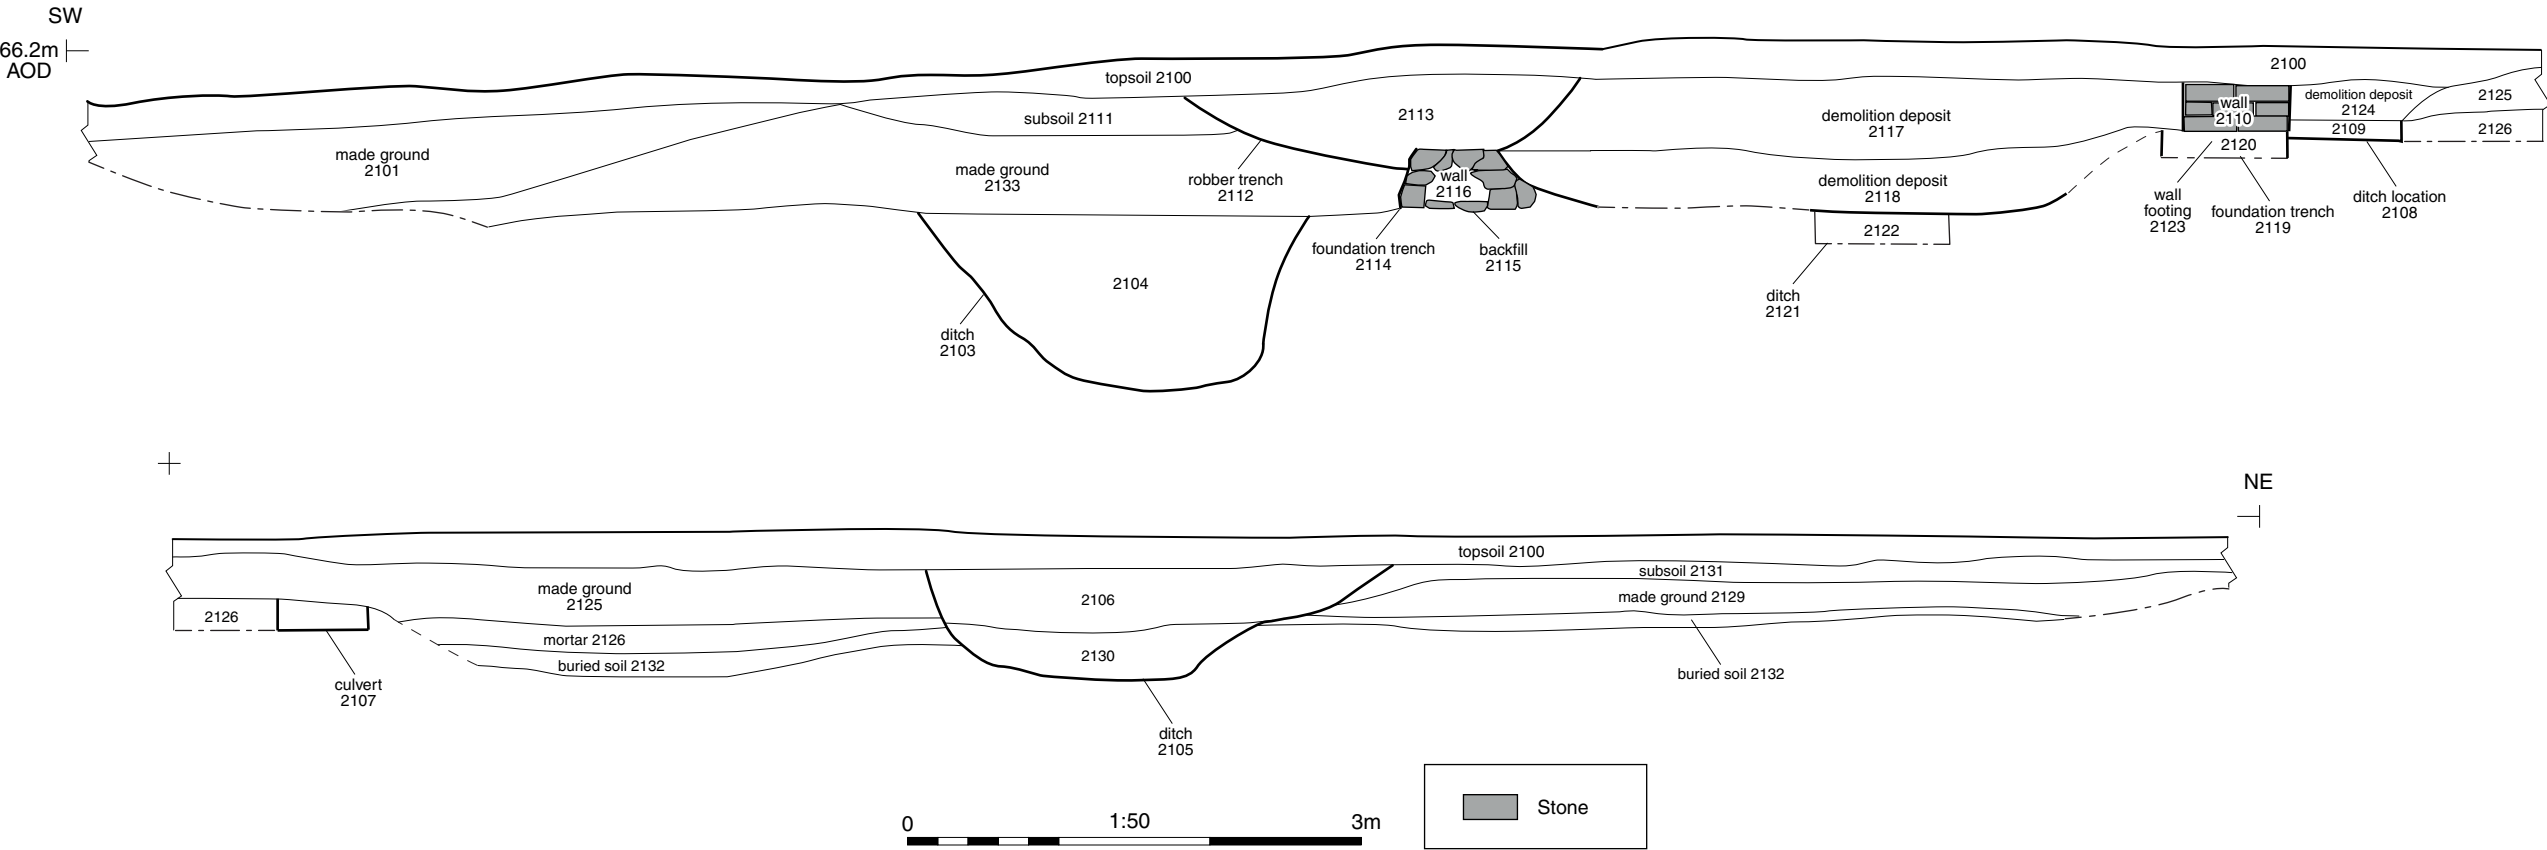 SW
66.2m
AOD
topsoil 2100
2100
subsoil 2111
2113
demolition deposit
2117
wall
2110
demolition deposit
2124
2125
2109
2126
2120
made ground
2101
made ground
2133
robber trench
2112
wall
2116
demolition deposit
2118
wall
footing
2123
foundation trench
2119
ditch location
2108
2122
foundation trench
2114
backfill
2115
2104
ditch
2121
ditch
2103
NE
topsoil 2100
subsoil 2131
made ground
2125
2106
made ground 2129
2126
mortar 2126
2130
buried soil 2132
buried soil 2132
culvert
2107
ditch
2105
0
1:50
3m
Stone